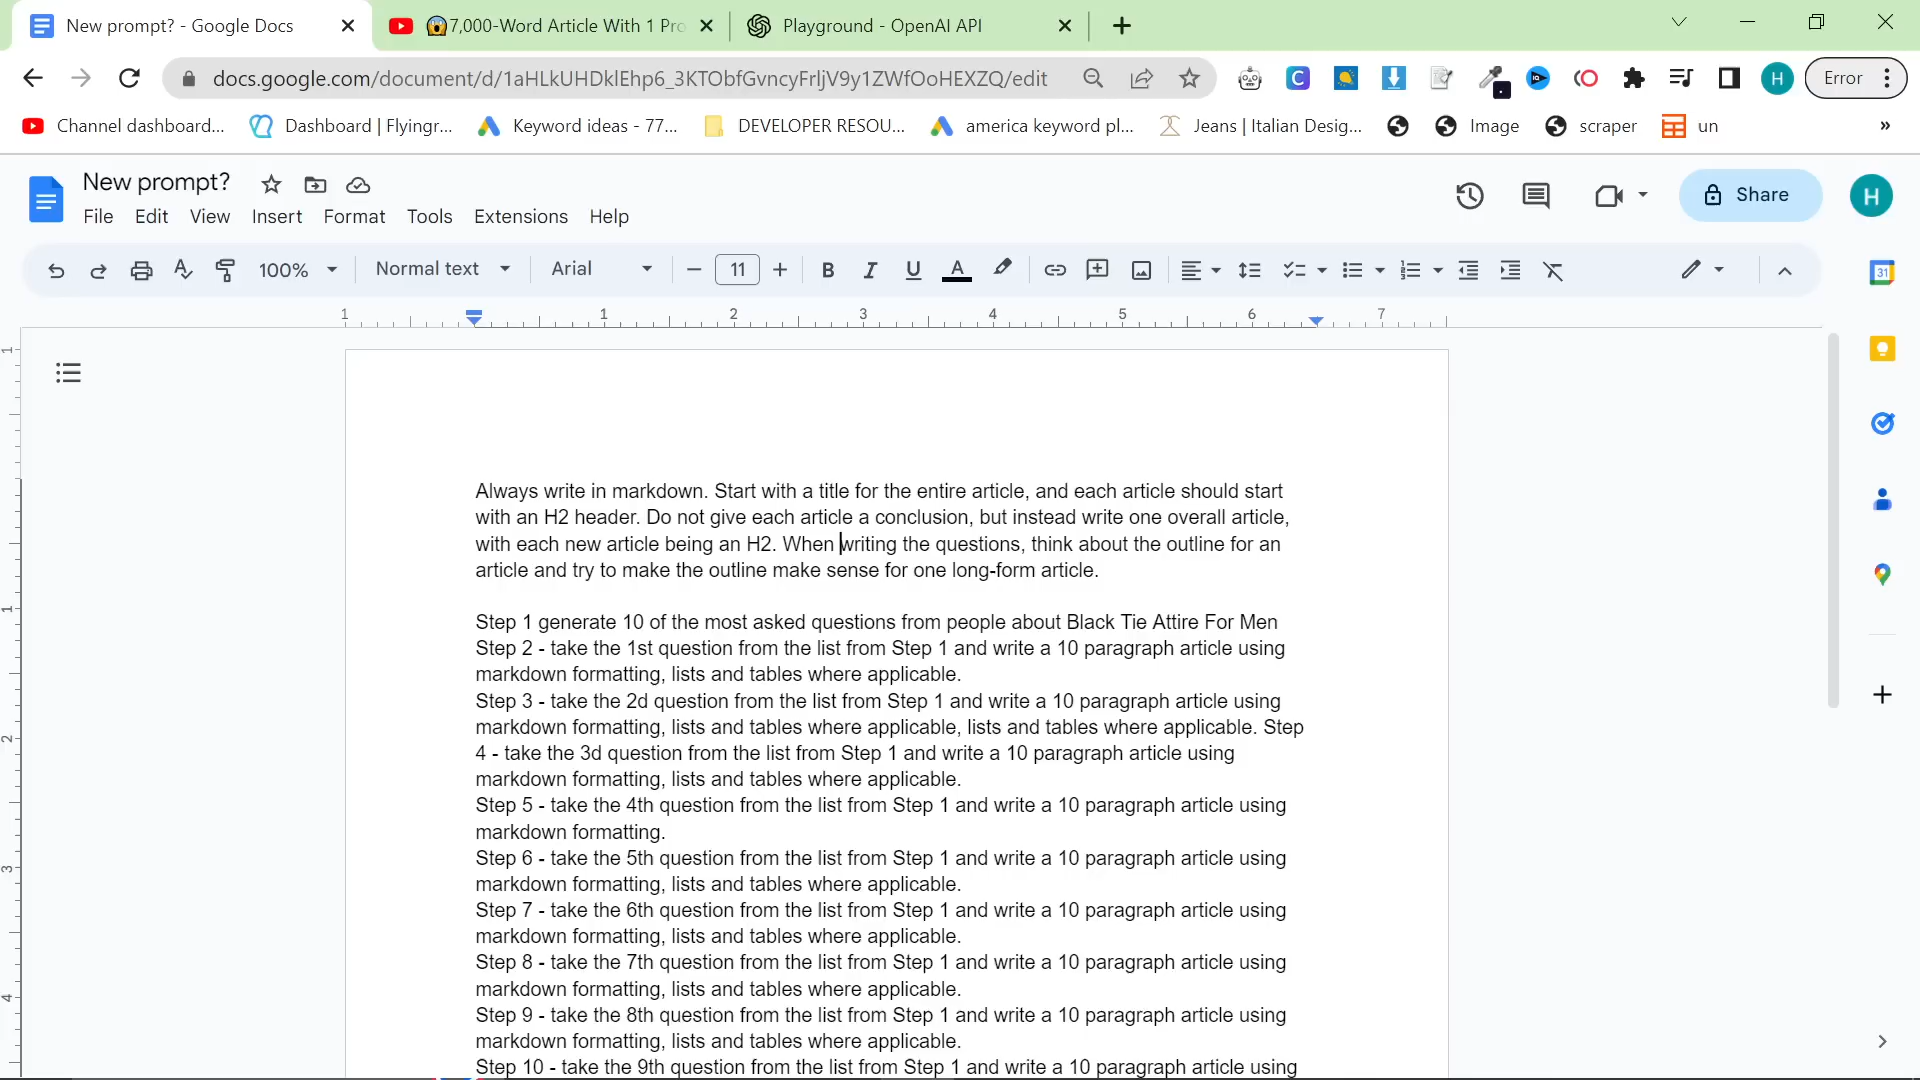 New prompt? - Google Docs
😱7,000-Word Article With 1 Pro
Playground - OpenAI API
docs.google.com/document/d/1aHLkUHDklEhp6_3KTObfGvncyFrljV9y1ZWfOoHEXZQ/edit
Error
Channel dashboard...
Dashboard | Flyingr...
Keyword ideas - 77...
DEVELOPER RESOU...
america keyword pl...
Jeans | Italian Desig...
Image
scraper
un
New prompt?
File Edit View Insert Format Tools Extensions Help
Share
H
100% Normal text Arial 11
1 1 2 3 4 5 6 7
Always write in markdown. Start with a title for the entire article, and each article should start
with an H2 header. Do not give each article a conclusion, but instead write one overall article,
with each new article being an H2. When writing the questions, think about the outline for an
article and try to make the outline make sense for one long-form article.
Step 1 generate 10 of the most asked questions from people about Black Tie Attire For Men
Step 2 - take the 1st question from the list from Step 1 and write a 10 paragraph article using
markdown formatting, lists and tables where applicable.
Step 3 - take the 2d question from the list from Step 1 and write a 10 paragraph article using
markdown formatting, lists and tables where applicable, lists and tables where applicable. Step
4 - take the 3d question from the list from Step 1 and write a 10 paragraph article using
markdown formatting, lists and tables where applicable.
Step 5 - take the 4th question from the list from Step 1 and write a 10 paragraph article using
markdown formatting.
Step 6 - take the 5th question from the list from Step 1 and write a 10 paragraph article using
markdown formatting, lists and tables where applicable.
Step 7 - take the 6th question from the list from Step 1 and write a 10 paragraph article using
markdown formatting, lists and tables where applicable.
Step 8 - take the 7th question from the list from Step 1 and write a 10 paragraph article using
markdown formatting, lists and tables where applicable.
Step 9 - take the 8th question from the list from Step 1 and write a 10 paragraph article using
markdown formatting, lists and tables where applicable.
Step 10 - take the 9th question from the list from Step 1 and write a 10 paragraph article using